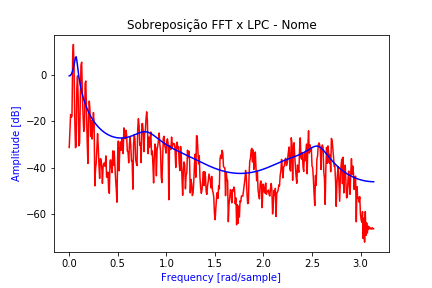 Sobreposição FFT x LPC - Nome
Amplitude [dB]
0
−20
−40
−60
0.0 0.5 1.0 1.5 2.0 2.5 3.0
Frequency [rad/sample]